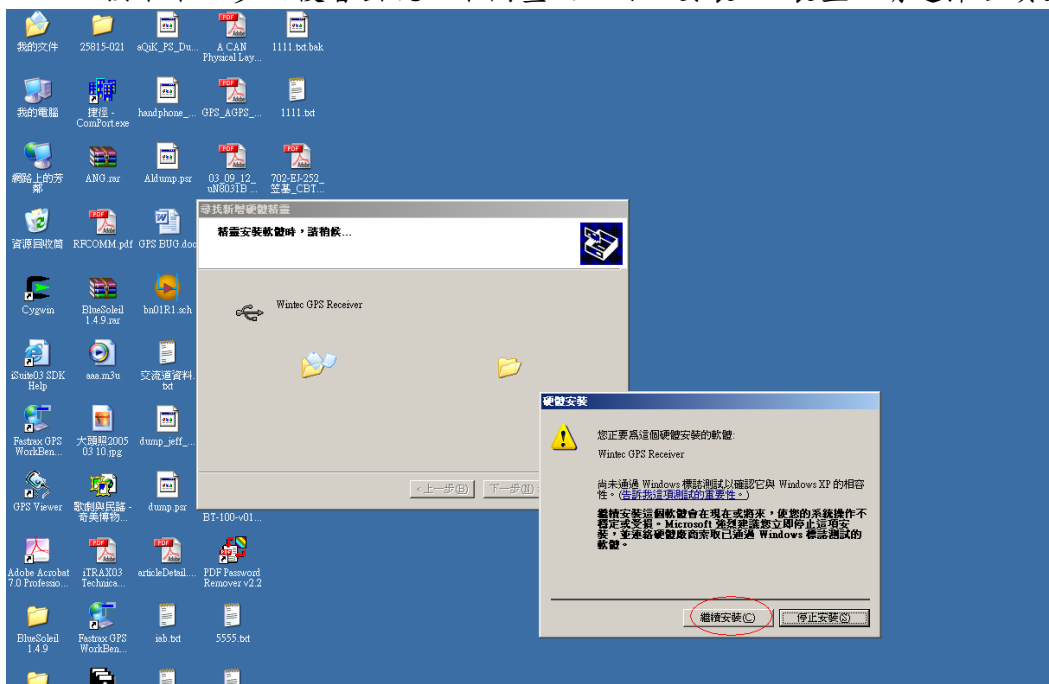 我的文件
25815-021
aQiK_PS_Du...
A CAN
Physical Lay...
1111.txt.bak
我的電腦
捷徑 -
ComPort.exe
handphone_...
GPS_AGPS_...
1111.txt
網路上的芳
鄰
ANG.rar
A1dump.psr
03_09_12_
uN8031B ...
702-EJ-252_
笠基_CBT...
資源回收筒
RFCOMM.pdf
GPS BUG.doc
尋找新增硬體精靈
精靈安裝軟體時，請稍候...
Wintec GPS Receiver
Cygwin
BlueSoleil
1.4.9.rar
bn01R1.sch
iSuite03 SDK
Help
aaa.m3u
交流道資料.
txt
Fastrax GPS
WorkBen...
大頭照2005
03 10.jpg
dump_jeff_...
GPS Viewer
歌劇與民謠 -
奇美博物...
dump.psr
BT-100-v01...
<上一步(B)
下一步(N)
硬體安裝
您正要為這個硬體安裝的軟體:
Wintec GPS Receiver
尚未通過 Windows 標誌測試以確認它與 Windows XP 的相容
性。(告訴我這項測試的重要性。)
繼續安裝這個軟體會在現在或將來，使您的系統操作不
穩定或受損。Microsoft 強烈建議您立即停止這項安
裝，並連絡硬體廠商索取已通過 Windows 標誌測試的
軟體。
繼續安裝(C)
停止安裝(S)
Adobe Acrobat
7.0 Professio...
iTRAX03
Technica...
articleDetail...
PDF Password
Remover v2.2
BlueSoleil
1.4.9
Fastrax GPS
WorkBen...
iab.txt
5555.txt